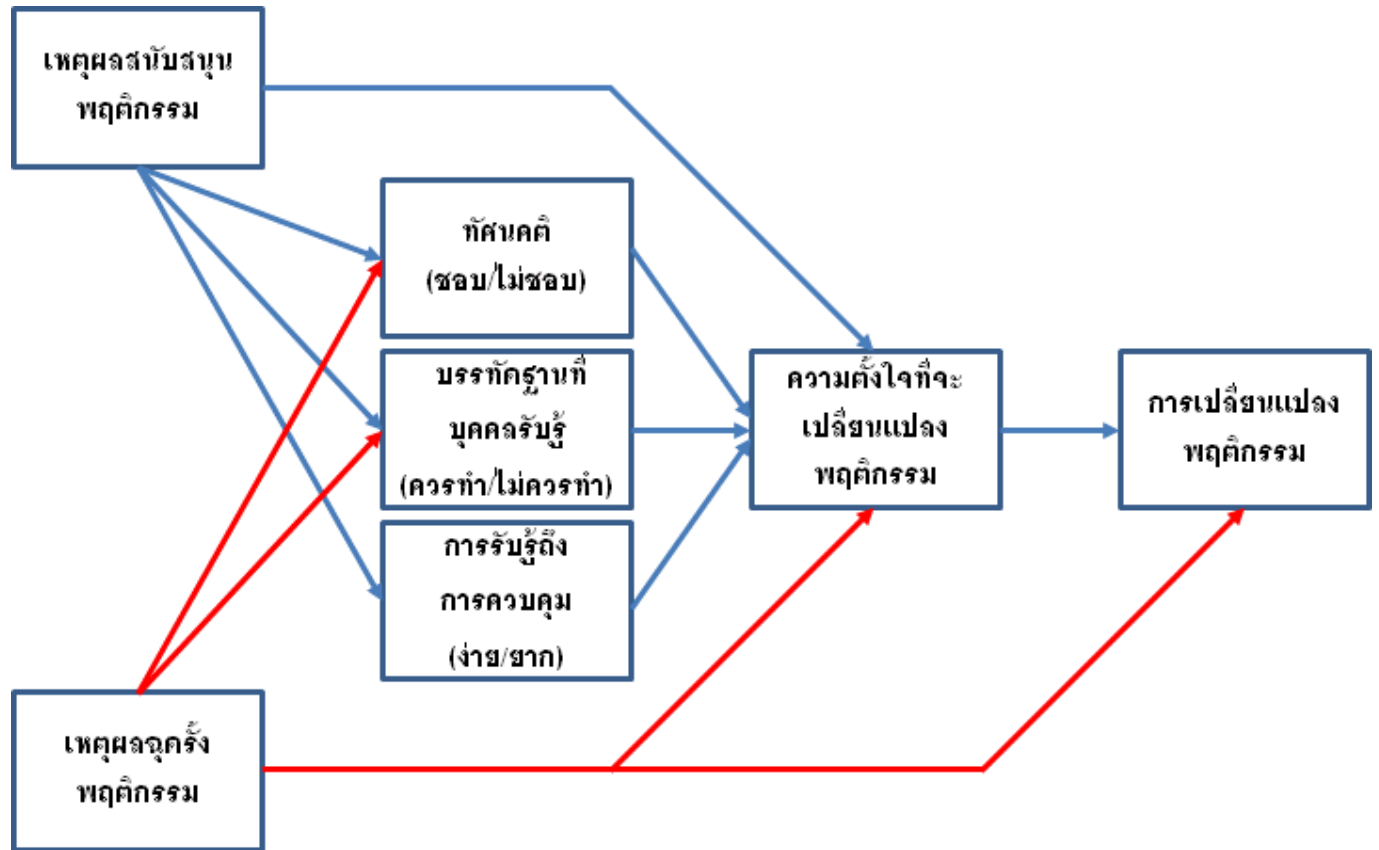 เหตุผลสนับสนุน
พฤติกรรม
ทัศนคติ
(ชอบ/ไม่ชอบ)
บรรทัดฐานที่
บุคคลรับรู้
(ควรทำ/ไม่ควรทำ)
การรับรู้ถึง
การควบคุม
(ง่าย/ยาก)
ความตั้งใจที่จะ
เปลี่ยนแปลง
พฤติกรรม
การเปลี่ยนแปลง
พฤติกรรม
เหตุผลฉุดรั้ง
พฤติกรรม